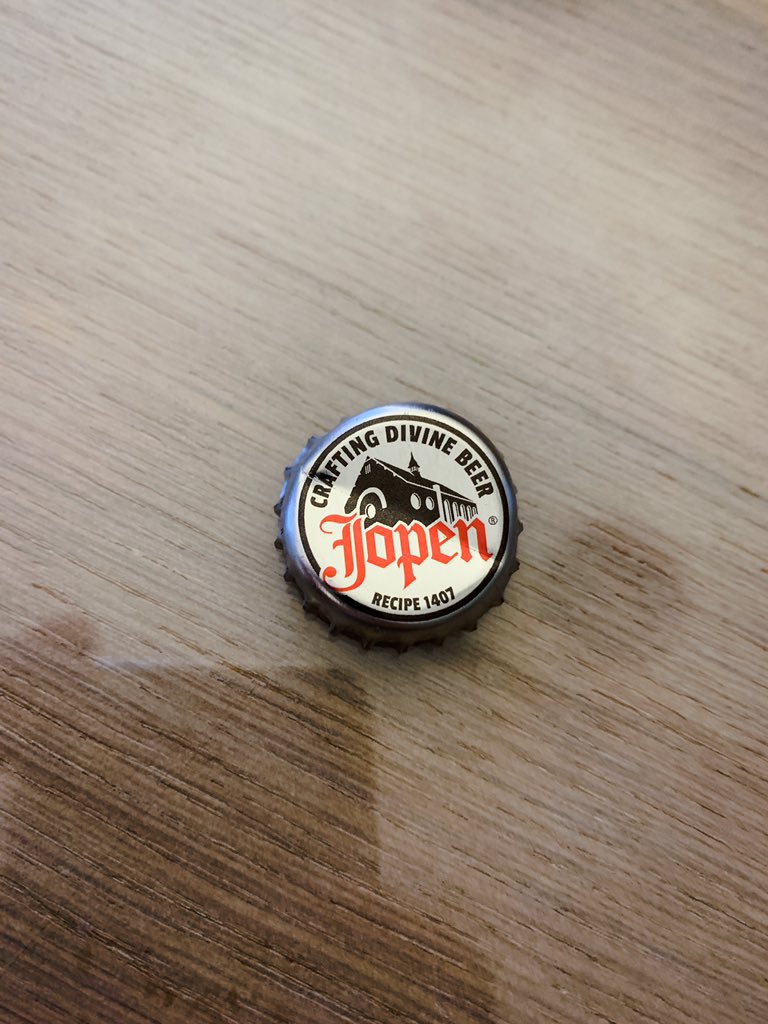 CRAFTING DIVINE BEER
Jopen®
RECIPE 1407